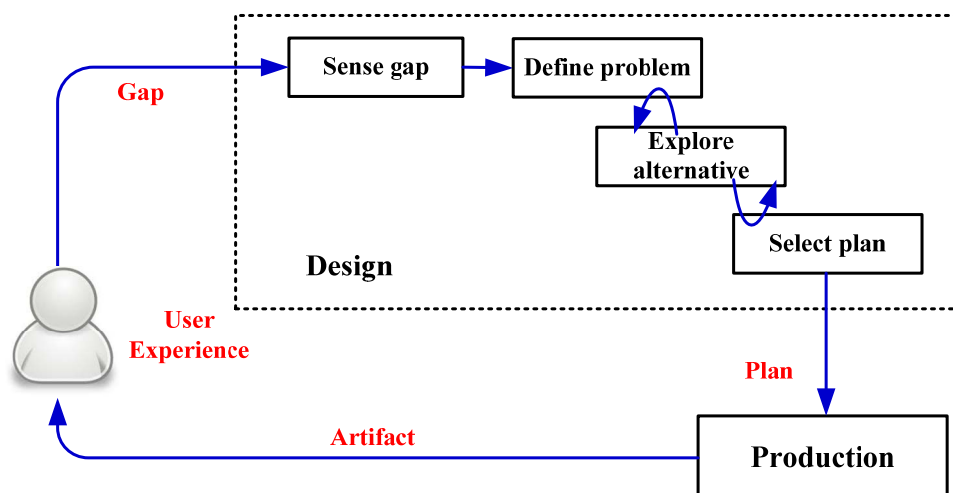 Sense gap
Define problem
Gap
Explore
alternative
Select plan
Design
User
Experience
Plan
Artifact
Production